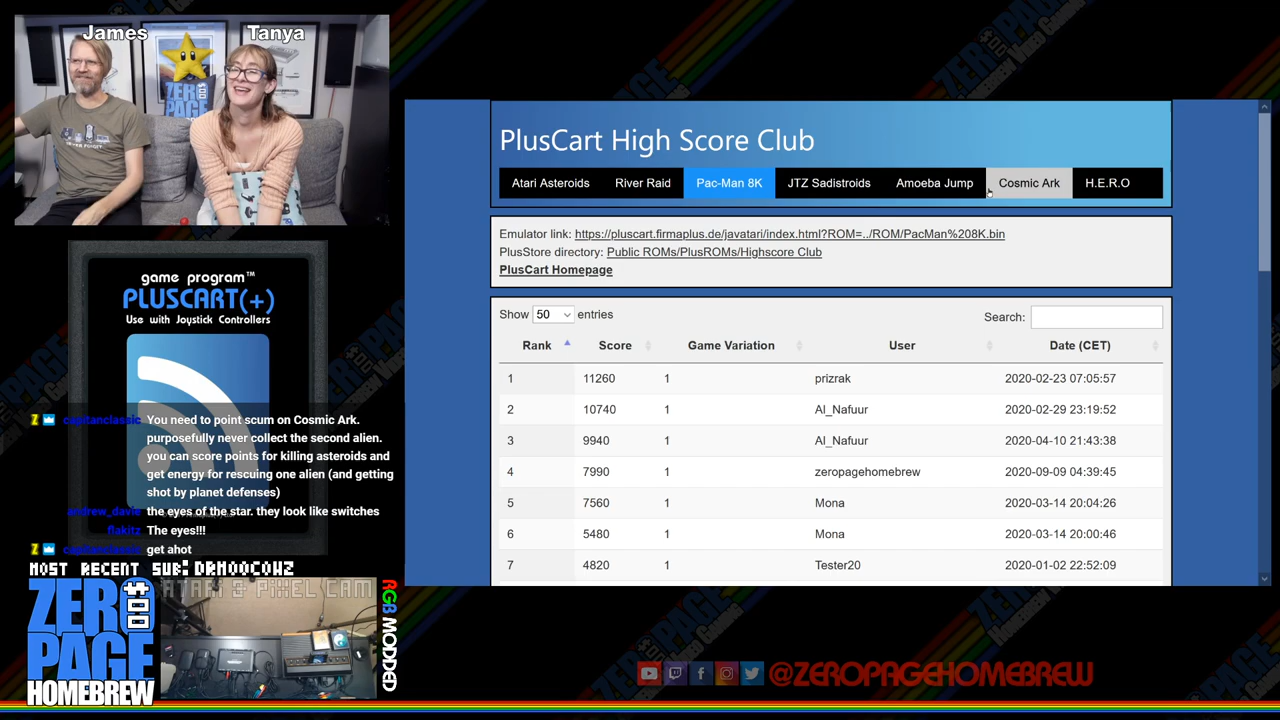 James
Tanya
ZERO
PAGE
game program™
PLUSCART(+)
Use with Joystick Controllers
capitanclassic You need to point scum on Cosmic Ark.
purposefully never collect the second alien.
you can score points for killing asteroids and
get energy for rescuing one alien (and getting
shot by planet defenses)
andrew_davie the eyes of the star. they look like switches
flakitz The eyes!!!
capitanclassic get ahot
MOST RECENT SUB: DRMOOCOWZ
ZERO
PAGE
HOMEBREW
ATARI & PIXEL CAM
RGB MODDED
PlusCart High Score Club
Atari Asteroids River Raid Pac-Man 8K JTZ Sadistroids Amoeba Jump Cosmic Ark H.E.R.O
Emulator link: https://pluscart.firmaplus.de/javatari/index.html?ROM=../ROM/PacMan%208K.bin
PlusStore directory: Public ROMs/PlusROMs/Highscore Club
PlusCart Homepage
Show 50 entries Search:
Rank Score Game Variation User Date (CET)
1 11260 1 prizrak 2020-02-23 07:05:57
2 10740 1 Al_Nafuur 2020-02-29 23:19:52
3 9940 1 Al_Nafuur 2020-04-10 21:43:38
4 7990 1 zeropagehomebrew 2020-09-09 04:39:45
5 7560 1 Mona 2020-03-14 20:04:26
6 5480 1 Mona 2020-03-14 20:00:46
7 4820 1 Tester20 2020-01-02 22:52:09
@ZEROPAGEHOMEBREW